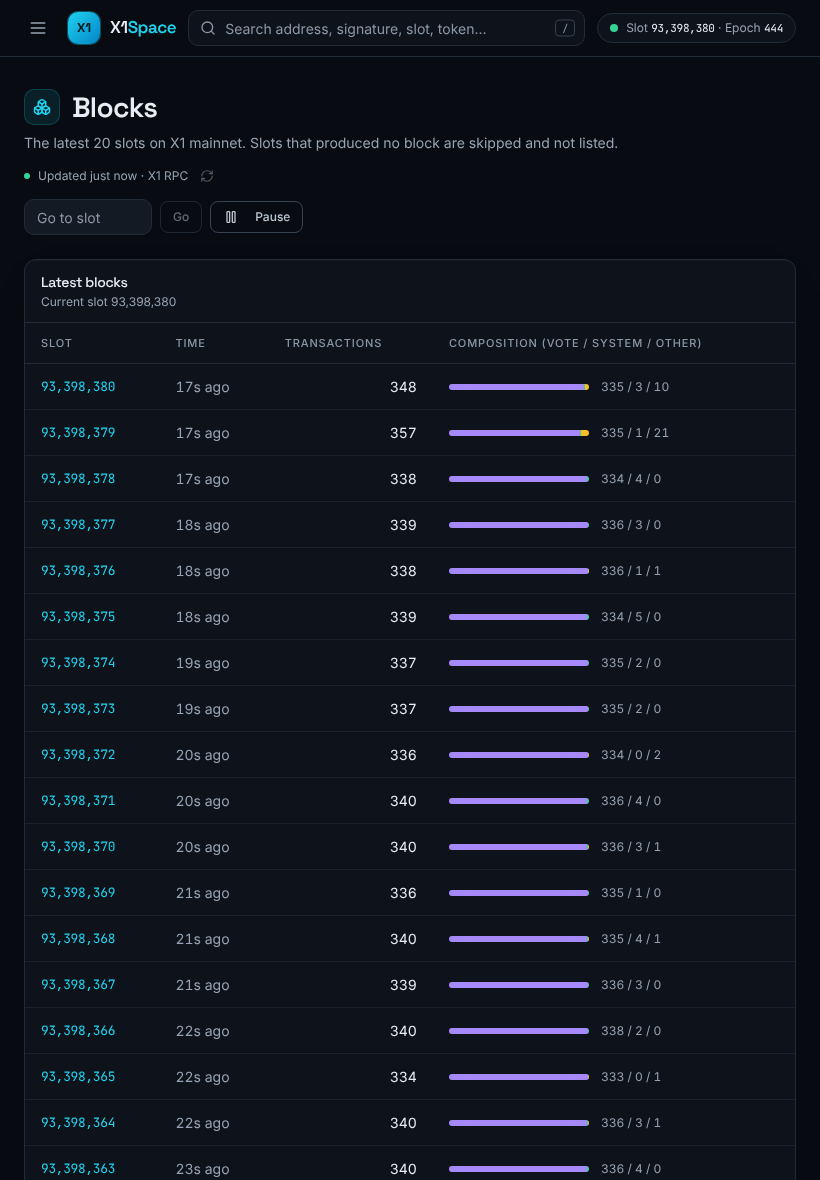 X1 X1Space Search address, signature, slot, token... / Slot 93,398,380 · Epoch 444
Blocks
The latest 20 slots on X1 mainnet. Slots that produced no block are skipped and not listed.
Updated just now · X1 RPC
Go to slot Go Pause
Latest blocks
Current slot 93,398,380
SLOT TIME TRANSACTIONS COMPOSITION (VOTE / SYSTEM / OTHER)
93,398,380 17s ago 348 335 / 3 / 10
93,398,379 17s ago 357 335 / 1 / 21
93,398,378 17s ago 338 334 / 4 / 0
93,398,377 18s ago 339 336 / 3 / 0
93,398,376 18s ago 338 336 / 1 / 1
93,398,375 18s ago 339 334 / 5 / 0
93,398,374 19s ago 337 335 / 2 / 0
93,398,373 19s ago 337 335 / 2 / 0
93,398,372 20s ago 336 334 / 0 / 2
93,398,371 20s ago 340 336 / 4 / 0
93,398,370 20s ago 340 336 / 3 / 1
93,398,369 21s ago 336 335 / 1 / 0
93,398,368 21s ago 340 335 / 4 / 1
93,398,367 21s ago 339 336 / 3 / 0
93,398,366 22s ago 340 338 / 2 / 0
93,398,365 22s ago 334 333 / 0 / 1
93,398,364 22s ago 340 336 / 3 / 1
93,398,363 23s ago 340 336 / 4 / 0